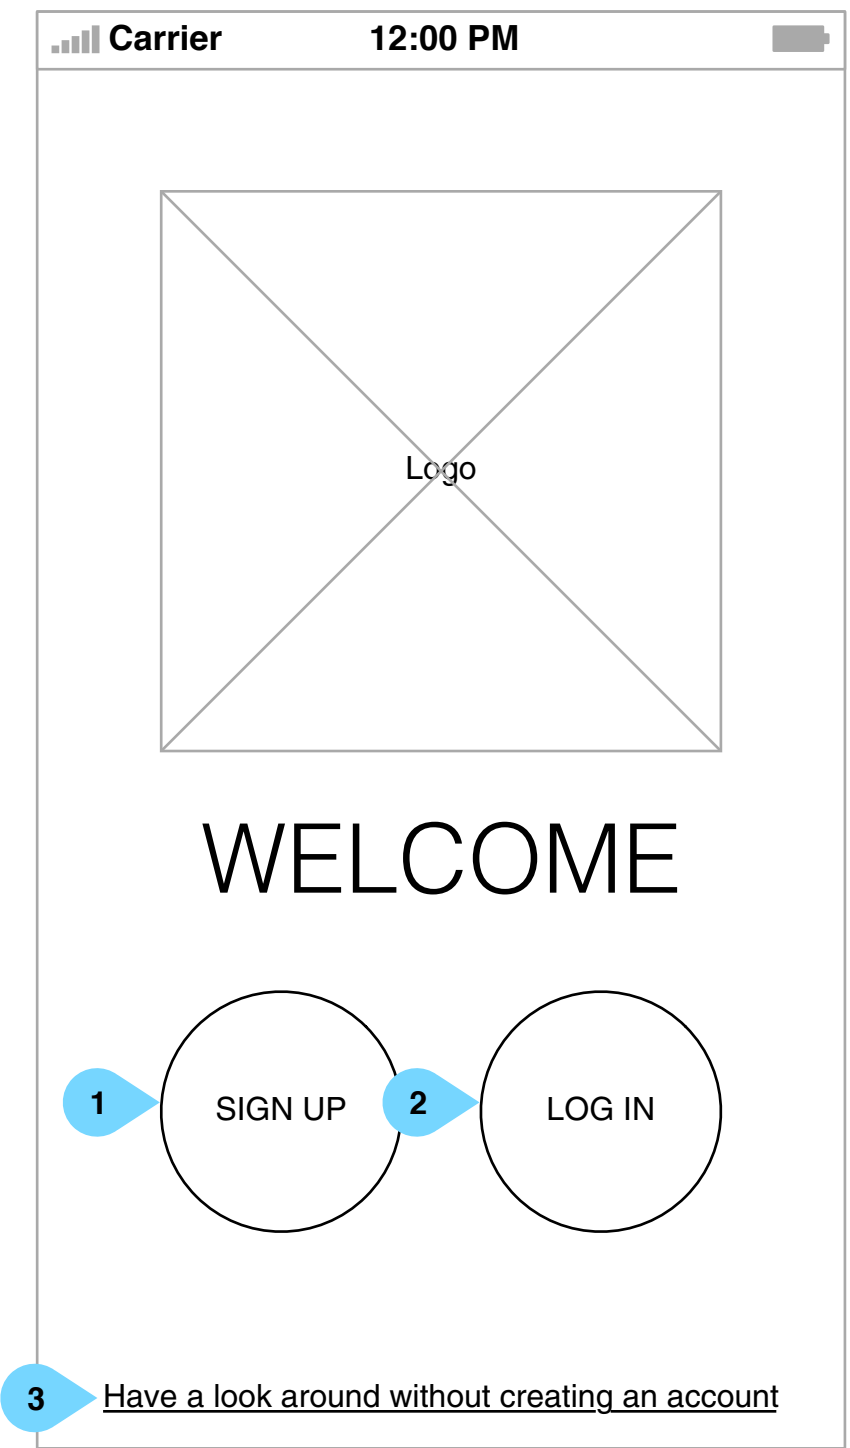 Carrier 12:00 PM
Logo
WELCOME
1 SIGN UP 2 LOG IN
3 Have a look around without creating an account